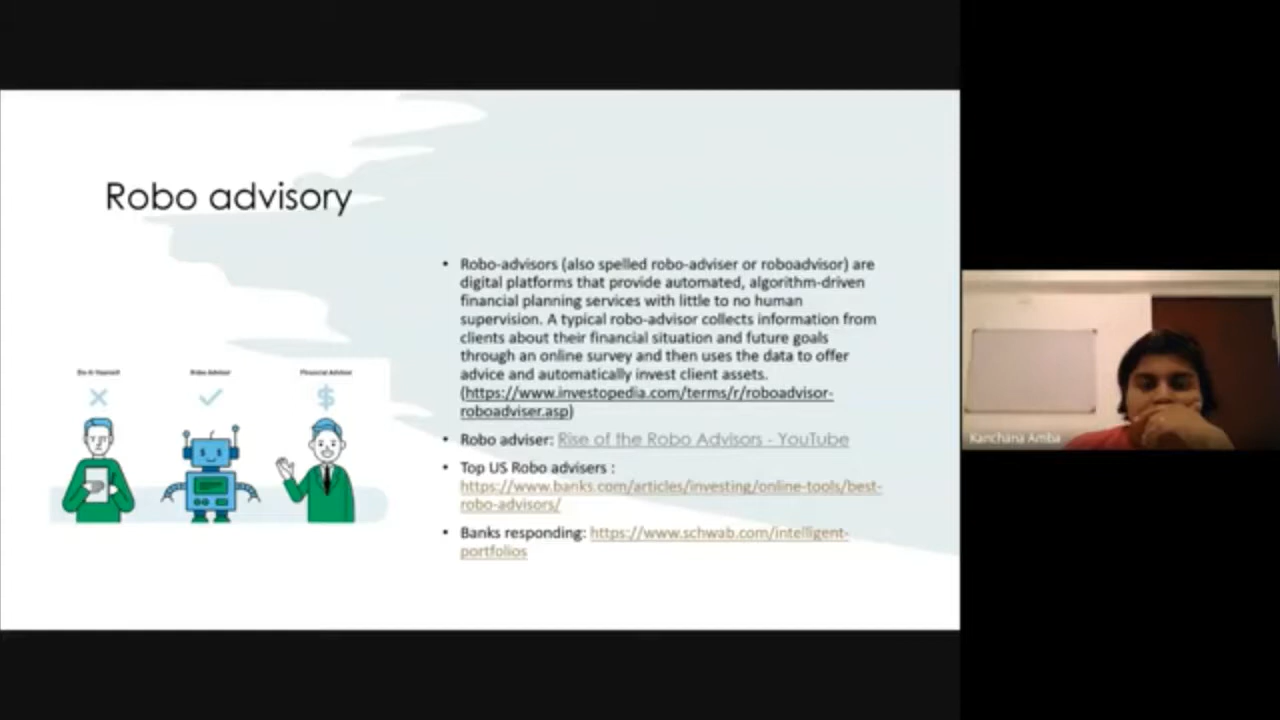 Robo advisory
Do-It-Yourself
Robo-Advisor
Financial Advisor
$
• Robo-advisors (also spelled robo-adviser or roboadvisor) are
digital platforms that provide automated, algorithm-driven
financial planning services with little to no human
supervision. A typical robo-advisor collects information from
clients about their financial situation and future goals
through an online survey and then uses the data to offer
advice and automatically invest client assets.
(https://www.investopedia.com/terms/r/roboadvisor-
roboadviser.asp)
• Robo adviser: Rise of the Robo Advisors - YouTube
• Top US Robo advisers :
https://www.banks.com/articles/investing/online-tools/best-
robo-advisors/
• Banks responding: https://www.schwab.com/intelligent-
portfolios
Kanchana Amba